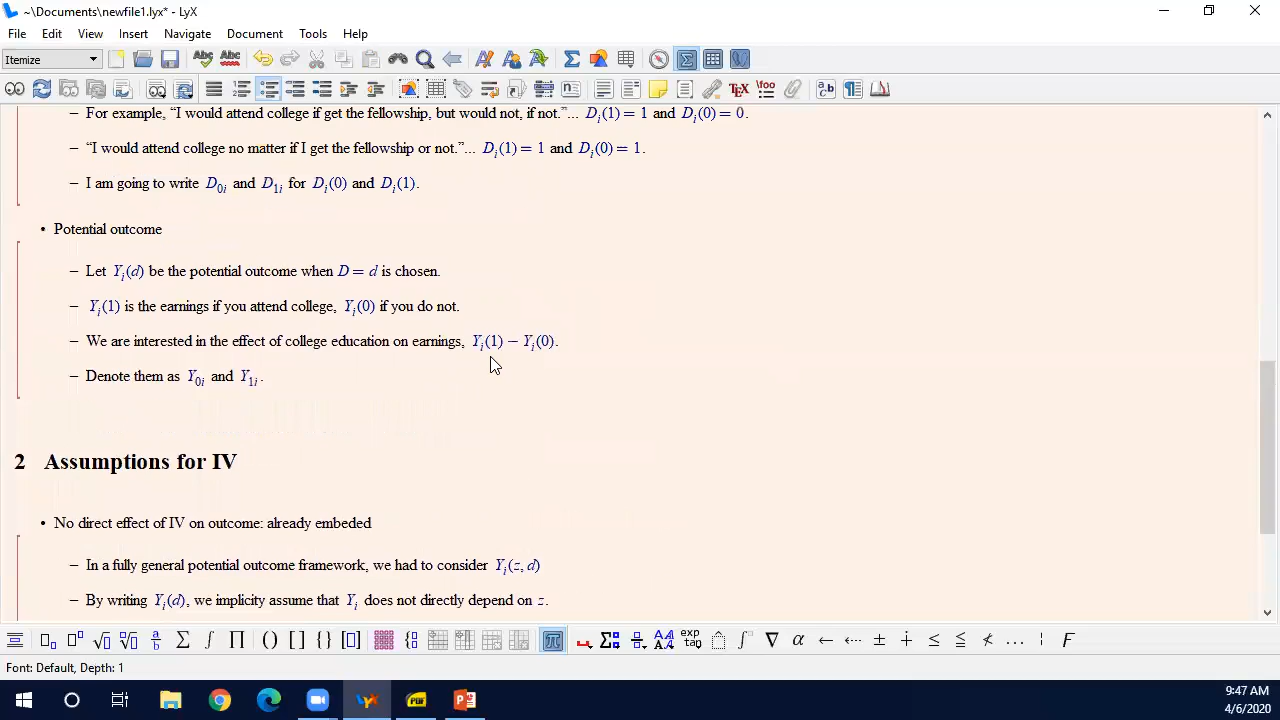 ~\Documents\newfile1.lyx* - LyX
File Edit View Insert Navigate Document Tools Help
Itemize
– For example, “I would attend college if get the fellowship, but would not, if not.”... D_i(1) = 1 and D_i(0) = 0.
– “I would attend college no matter if I get the fellowship or not.”... D_i(1) = 1 and D_i(0) = 1.
– I am going to write D_0i and D_1i for D_i(0) and D_i(1).
• Potential outcome
– Let Y_i(d) be the potential outcome when D = d is chosen.
– Y_i(1) is the earnings if you attend college, Y_i(0) if you do not.
– We are interested in the effect of college education on earnings, Y_i(1) − Y_i(0).
– Denote them as Y_0i and Y_1i.
2 Assumptions for IV
• No direct effect of IV on outcome: already embeded
– In a fully general potential outcome framework, we had to consider Y_i(z, d)
– By writing Y_i(d), we implicity assume that Y_i does not directly depend on z.
Font: Default, Depth: 1
9:47 AM
4/6/2020